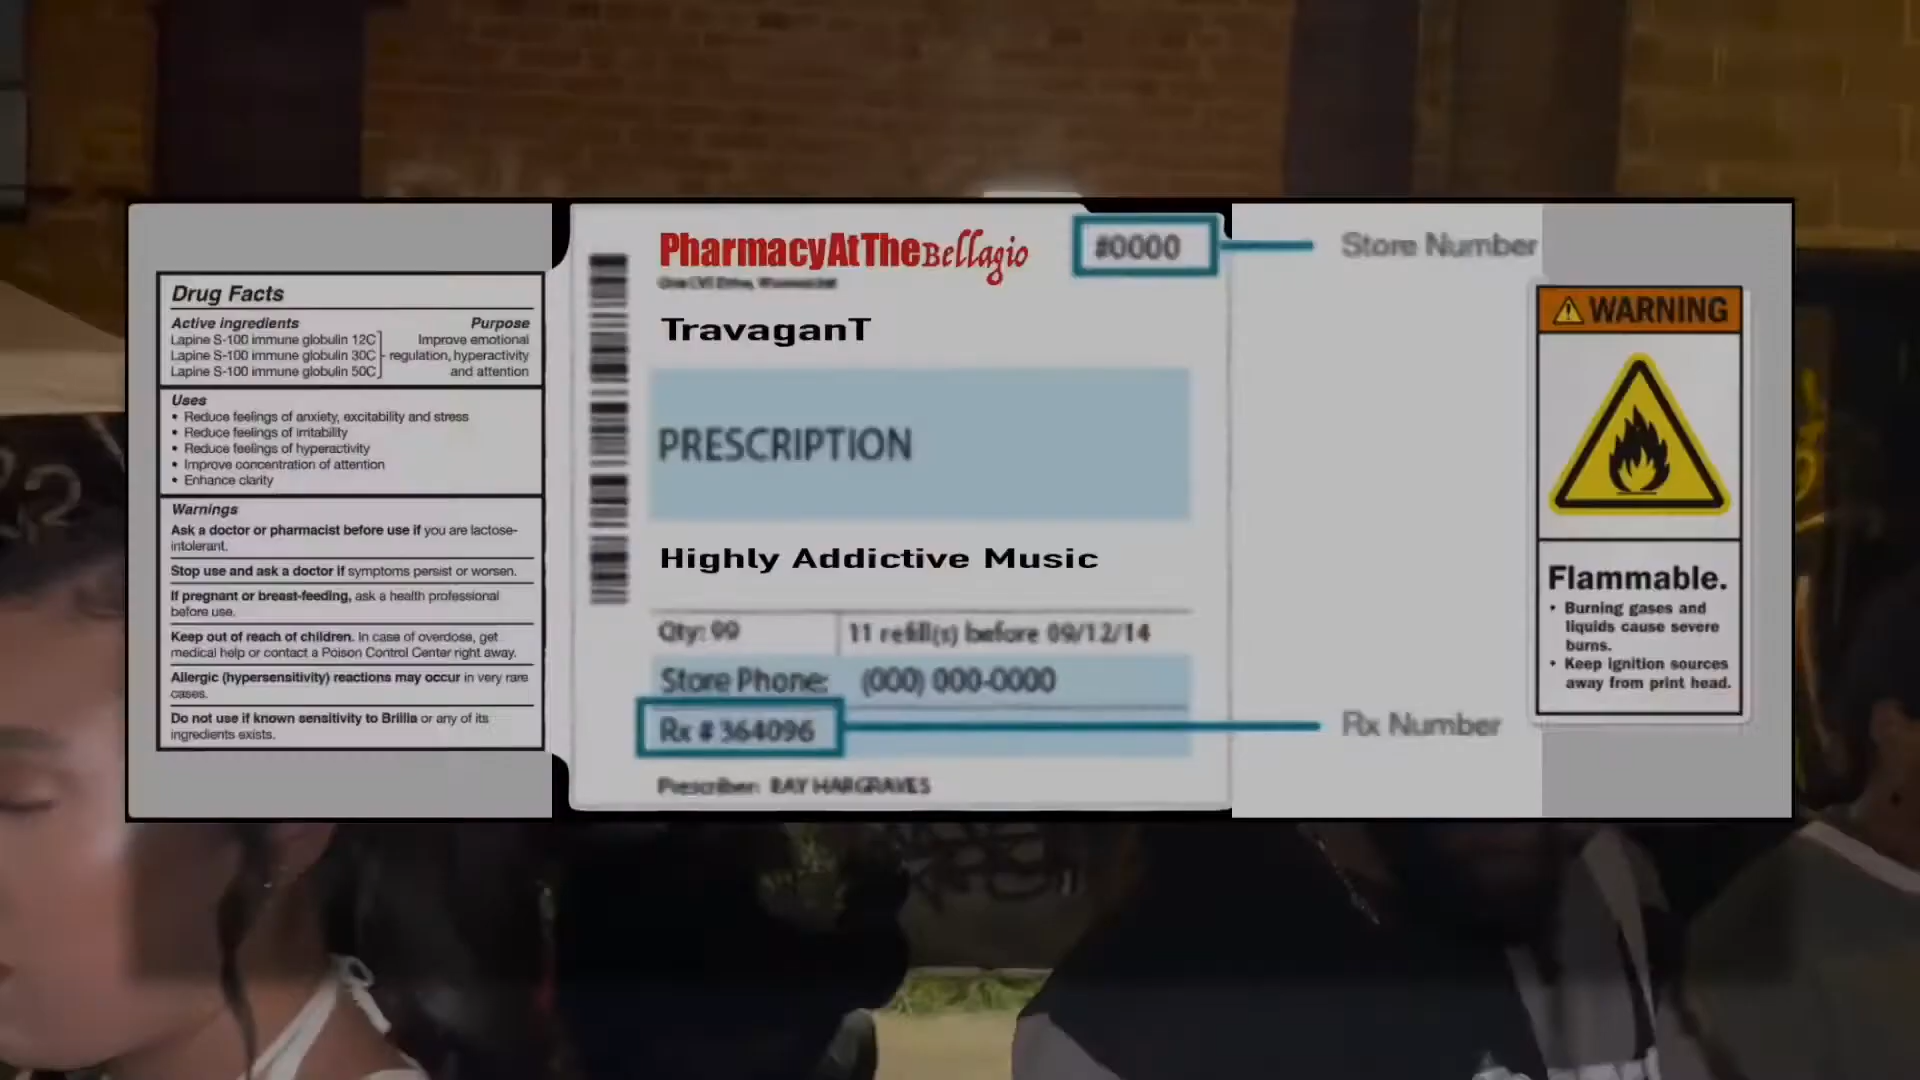 Drug Facts
Active ingredients Purpose
Lapine S-100 immune globulin 12C Improve emotional
Lapine S-100 immune globulin 30C regulation, hyperactivity
Lapine S-100 immune globulin 50C and attention
Uses
• Reduce feelings of anxiety, excitability and stress
• Reduce feelings of irritability
• Reduce feelings of hyperactivity
• Improve concentration of attention
• Enhance clarity
Warnings
Ask a doctor or pharmacist before use if you are lactose-
intolerant.
Stop use and ask a doctor if symptoms persist or worsen.
If pregnant or breast-feeding, ask a health professional
before use.
Keep out of reach of children. In case of overdose, get
medical help or contact a Poison Control Center right away.
Allergic (hypersensitivity) reactions may occur in very rare
cases.
Do not use if known sensitivity to Brillia or any of its
ingredients exists.
PharmacyAtTheBellagio
#0000
Store Number
TravaganT
PRESCRIPTION
Highly Addictive Music
Qty: 99
11 refill(s) before 09/12/14
Store Phone: (000) 000-0000
Rx # 364096
Rx Number
Prescriber: RAY HARGRAVES
WARNING
Flammable.
• Burning gases and
liquids cause severe
burns.
• Keep ignition sources
away from print head.